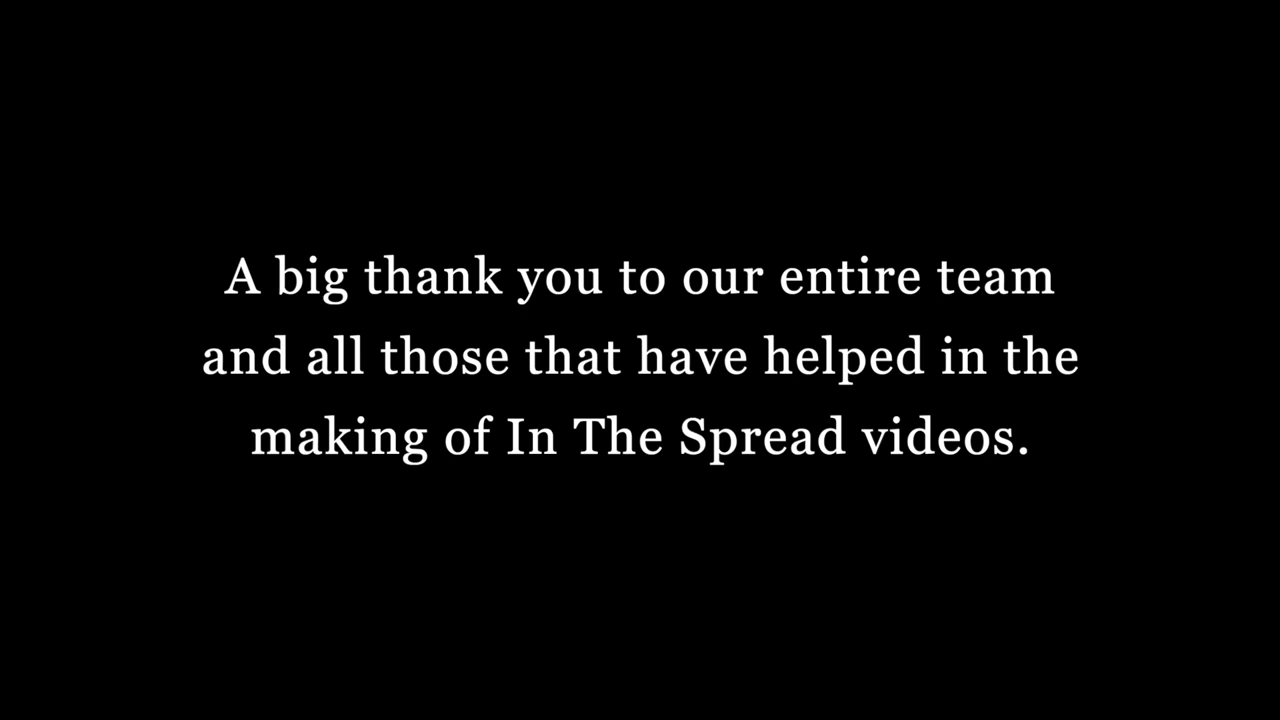 A big thank you to our entire team
and all those that have helped in the
making of In The Spread videos.